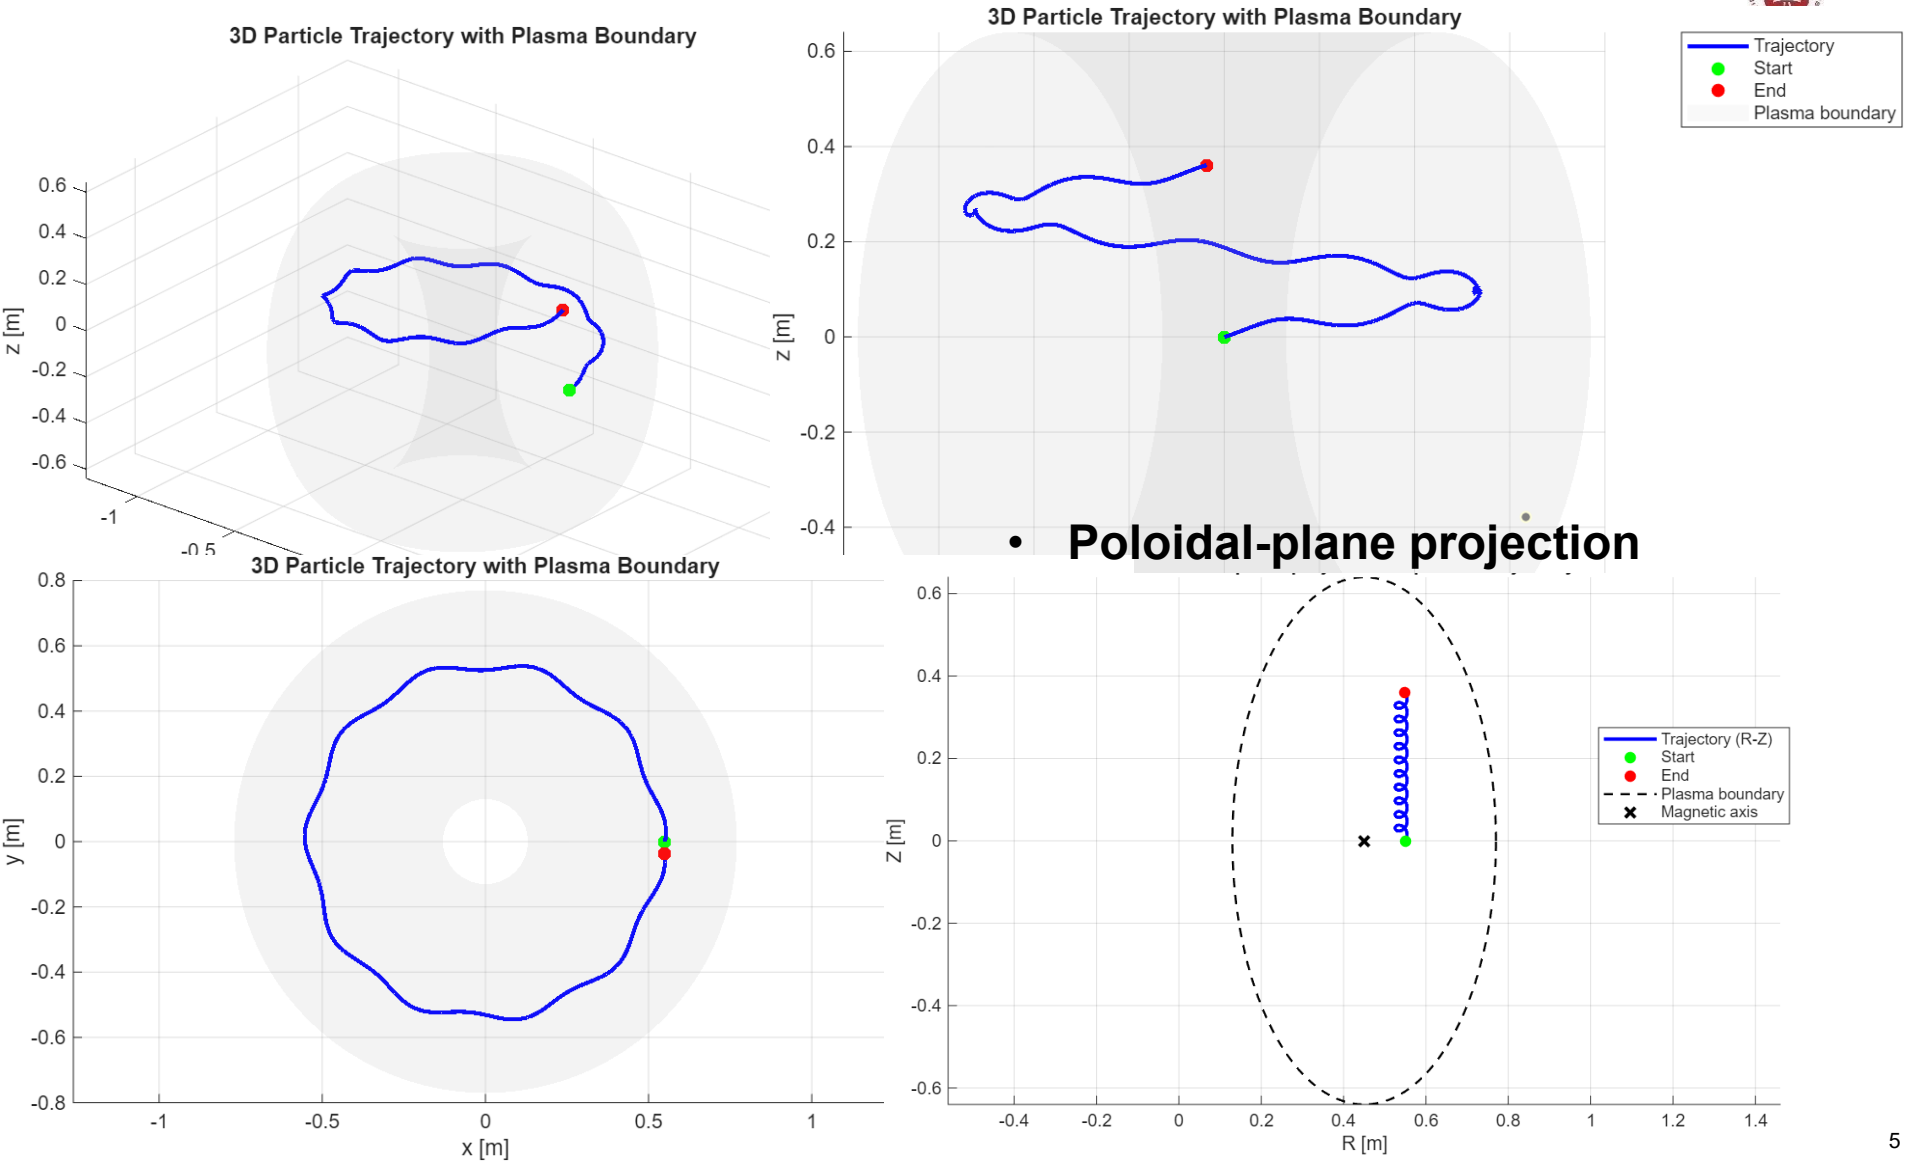 3D Particle Trajectory with Plasma Boundary
0.6
0.4
0.2
0
-0.2
-0.4
-0.6
z [m]
-1
-0.5
3D Particle Trajectory with Plasma Boundary
0.6
0.4
0.2
0
-0.2
-0.4
z [m]
Trajectory
Start
End
Plasma boundary
• Poloidal-plane projection
3D Particle Trajectory with Plasma Boundary
0.8
0.6
0.4
0.2
0
-0.2
-0.4
-0.6
-0.8
y [m]
-1
-0.5
0
0.5
1
x [m]
0.6
0.4
0.2
0
-0.2
-0.4
-0.6
Z [m]
-0.4
-0.2
0
0.2
0.4
0.6
0.8
1
1.2
1.4
R [m]
Trajectory (R-Z)
Start
End
Plasma boundary
Magnetic axis
5